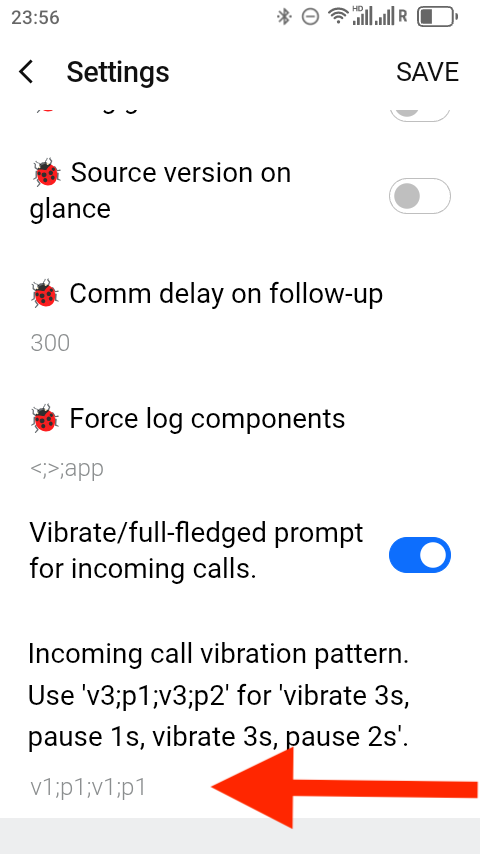 23:56
HD
R
Settings
SAVE
Source version on
glance
Comm delay on follow-up
300
Force log components
<;>;app
Vibrate/full-fledged prompt
for incoming calls.
Incoming call vibration pattern.
Use 'v3;p1;v3;p2' for 'vibrate 3s,
pause 1s, vibrate 3s, pause 2s'.
v1;p1;v1;p1